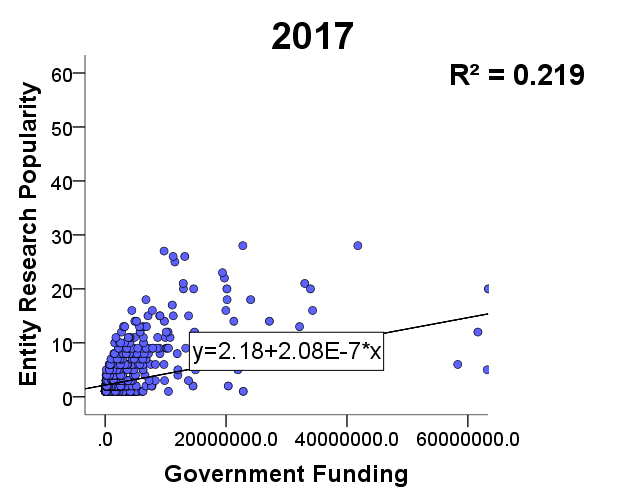 2017
R² = 0.219
Entity Research Popularity
60
50
40
30
20
10
0
y=2.18+2.08E-7*x
.0 20000000.0 40000000.0 60000000.0
Government Funding